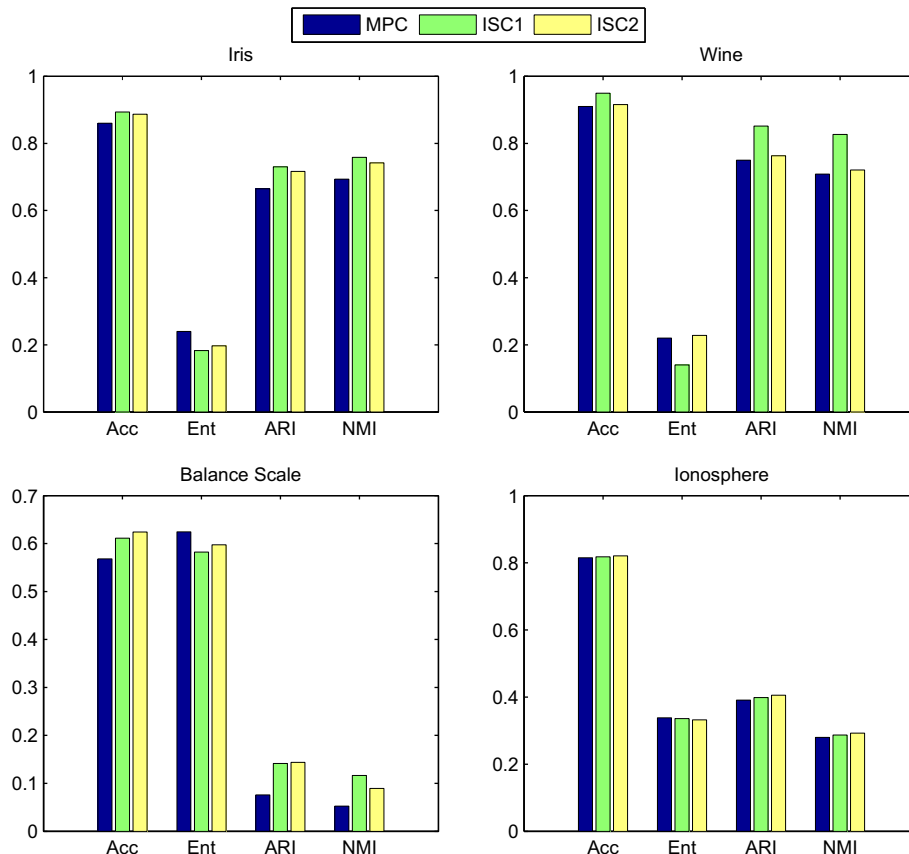 MPC ISC1 ISC2
Iris
1
0.8
0.6
0.4
0.2
0
Acc Ent ARI NMI
Wine
1
0.8
0.6
0.4
0.2
0
Acc Ent ARI NMI
Balance Scale
0.7
0.6
0.5
0.4
0.3
0.2
0.1
0
Acc Ent ARI NMI
Ionosphere
1
0.8
0.6
0.4
0.2
0
Acc Ent ARI NMI